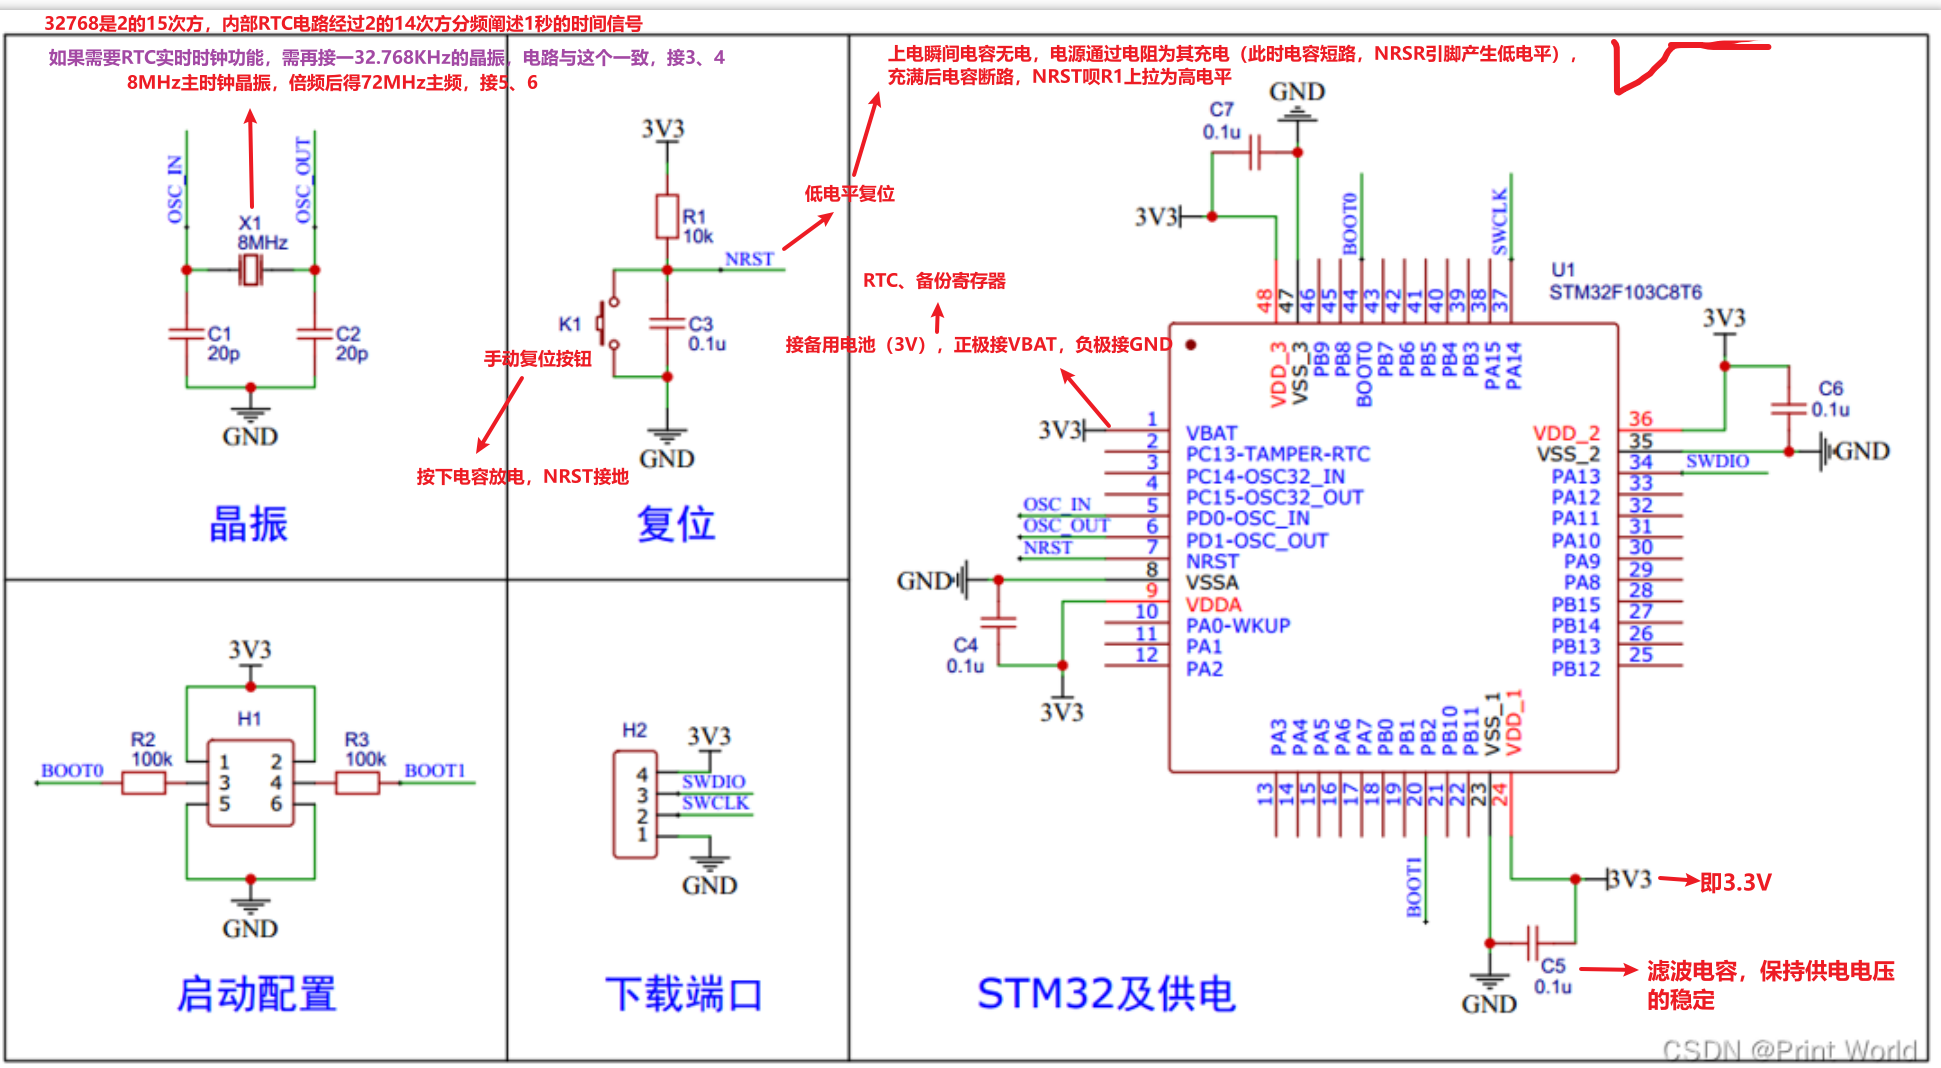 32768是2的15次方，内部RTC电路经过2的14次方分频阐述1秒的时间信号
如果需要RTC实时时钟功能，需再接一32.768KHz的晶振，电路与这个一致，接3、4
8MHz主时钟晶振，倍频后得72MHz主频，接5、6
OSC_IN
OSC_OUT
X1
8MHz
C1
20p
C2
20p
GND
晶振
3V3
R1
10k
NRST
K1
C3
0.1u
GND
手动复位按钮
按下电容放电，NRST接地
复位
低电平复位
上电瞬间电容无电，电源通过电阻为其充电（此时电容短路，NRSR引脚产生低电平），
充满后电容断路，NRST呗R1上拉为高电平
RTC、备份寄存器
接备用电池（3V），正极接VBAT，负极接GND
3V3
H1
R2
100k
R3
100k
BOOT0
BOOT1
1 2
3 4
5 6
GND
启动配置
H2
3V3
4
SWDIO
3
SWCLK
2
1
GND
下载端口
GND
C7
0.1u
3V3
BOOT0
SWCLK
U1
STM32F103C8T6
48 47 46 45 44 43 42 41 40 39 38 37
VDD_3 VSS_3 PB9 PB8 BOOT0 PB7 PB6 PB5 PB4 PB3 PA15 PA14
3V3
1 VBAT
2 PC13-TAMPER-RTC
3 PC14-OSC32_IN
4 PC15-OSC32_OUT
OSC_IN 5 PD0-OSC_IN
OSC_OUT 6 PD1-OSC_OUT
NRST 7 NRST
GND 8 VSSA
9 VDDA
10 PA0-WKUP
11 PA1
12 PA2
C4
0.1u
3V3
3V3
C6
0.1u
GND
VDD_2 36
VSS_2 35
PA13 34 SWDIO
PA12 33
PA11 32
PA10 31
PA9 30
PA8 29
PB15 28
PB14 27
PB13 26
PB12 25
PA3 PA4 PA5 PA6 PA7 PB0 PB1 PB2 PB10 PB11 VSS_1 VDD_1
13 14 15 16 17 18 19 20 21 22 23 24
BOOT1
3V3
即3.3V
C5
0.1u
GND
滤波电容，保持供电电压
的稳定
STM32及供电
CSDN @Print World